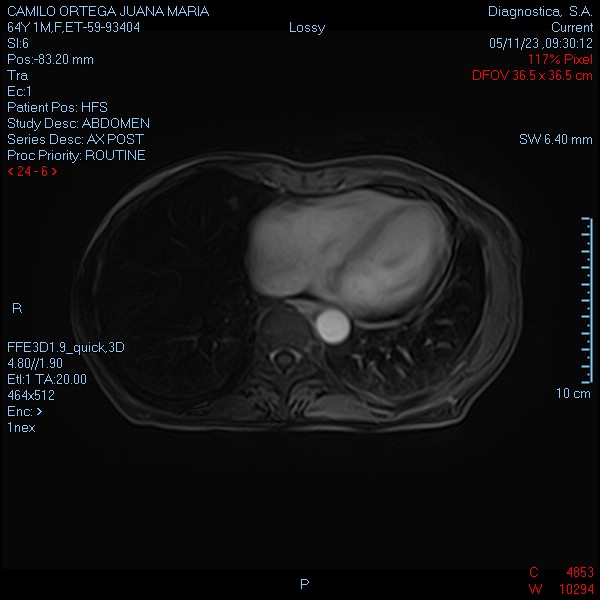 CAMILO ORTEGA JUANA MARIA
64Y 1M,F,ET-59-93404
Sl:6
Pos:-83.20 mm
Tra
Ec:1
Patient Pos: HFS
Study Desc: ABDOMEN
Series Desc: AX POST
Proc Priority: ROUTINE
< 24 - 6 >
Lossy
Diagnostica, S.A.
Current
05/11/23 ,09:30:12
117% Pixel
DFOV 36.5 x 36.5 cm
SW 6.40 mm
R
FFE3D1.9_quick,3D
4.80//1.90
Etl:1 TA:20.00
464x512
Enc: >
1nex
10 cm
P
C 4853
W 10294